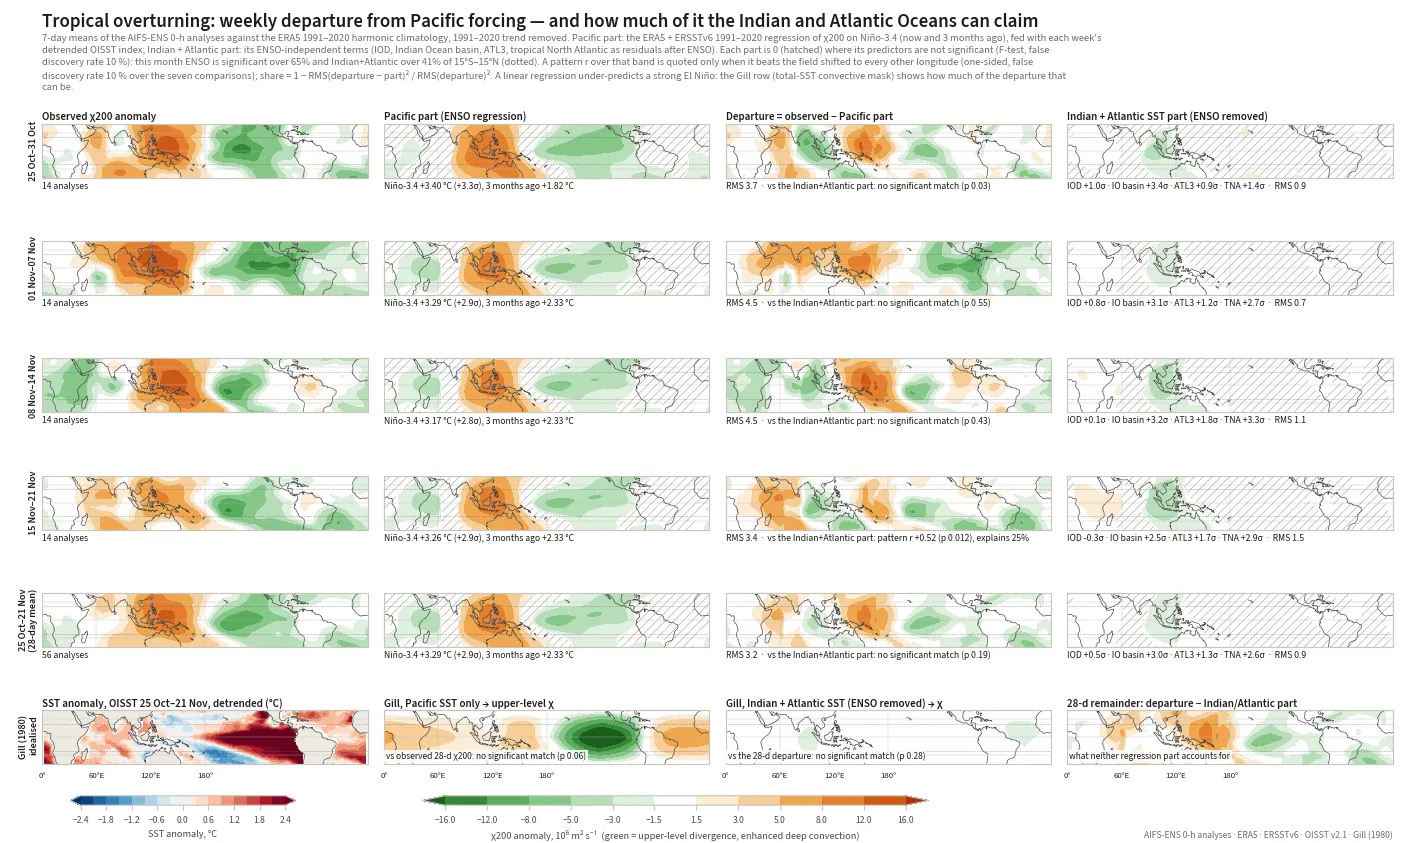 Tropical overturning: weekly departure from Pacific forcing — and how much of it the Indian and Atlantic Oceans can claim
7-day means of the AIFS-ENS 0-h analyses against the ERA5 1991–2020 harmonic climatology, 1991–2020 trend removed. Pacific part: the ERA5 + ERSSTv6 1991–2020 regression of χ200 on Niño-3.4 (now and 3 months ago), fed with each week's
detrended OISST index; Indian + Atlantic part: its ENSO-independent terms (IOD, Indian Ocean basin, ATL3, tropical North Atlantic as residuals after ENSO). Each part is 0 (hatched) where its predictors are not significant (F-test, false
discovery rate 10 %): this month ENSO is significant over 65% and Indian+Atlantic over 41% of 15°S–15°N (dotted). A pattern r over that band is quoted only when it beats the field shifted to every other longitude (one-sided, false
discovery rate 10 % over the seven comparisons); share = 1 − RMS(departure − part)² / RMS(departure)². A linear regression under-predicts a strong El Niño: the Gill row (total-SST convective mask) shows how much of the departure that
can be.
Observed χ200 anomaly
Pacific part (ENSO regression)
Departure = observed − Pacific part
Indian + Atlantic SST part (ENSO removed)
25 Oct–31 Oct
14 analyses
Niño-3.4 +3.40 °C (+3.3σ), 3 months ago +1.82 °C
RMS 3.7 · vs the Indian+Atlantic part: no significant match (p 0.03)
IOD +1.0σ · IO basin +3.4σ · ATL3 +0.9σ · TNA +1.4σ · RMS 0.9
01 Nov–07 Nov
14 analyses
Niño-3.4 +3.29 °C (+2.9σ), 3 months ago +2.33 °C
RMS 4.5 · vs the Indian+Atlantic part: no significant match (p 0.55)
IOD +0.8σ · IO basin +3.1σ · ATL3 +1.2σ · TNA +2.7σ · RMS 0.7
08 Nov–14 Nov
14 analyses
Niño-3.4 +3.17 °C (+2.8σ), 3 months ago +2.33 °C
RMS 4.5 · vs the Indian+Atlantic part: no significant match (p 0.43)
IOD +0.1σ · IO basin +3.2σ · ATL3 +1.8σ · TNA +3.3σ · RMS 1.1
15 Nov–21 Nov
14 analyses
Niño-3.4 +3.26 °C (+2.9σ), 3 months ago +2.33 °C
RMS 3.4 · vs the Indian+Atlantic part: pattern r +0.52 (p 0.012), explains 25%
IOD -0.3σ · IO basin +2.5σ · ATL3 +1.7σ · TNA +2.9σ · RMS 1.5
25 Oct–21 Nov
(28-day mean)
56 analyses
Niño-3.4 +3.29 °C (+2.9σ), 3 months ago +2.33 °C
RMS 3.2 · vs the Indian+Atlantic part: no significant match (p 0.19)
IOD +0.5σ · IO basin +3.0σ · ATL3 +1.3σ · TNA +2.6σ · RMS 0.9
SST anomaly, OISST 25 Oct–21 Nov, detrended (°C)
Gill, Pacific SST only → upper-level χ
Gill, Indian + Atlantic SST (ENSO removed) → χ
28-d remainder: departure − Indian/Atlantic part
Gill (1980)
idealised
vs observed 28-d χ200: no significant match (p 0.06)
vs the 28-d departure: no significant match (p 0.28)
what neither regression part accounts for
0° 60°E 120°E 180°
0° 60°E 120°E 180°
0° 60°E 120°E 180°
0° 60°E 120°E 180°
−2.4 −1.8 −1.2 −0.6 0.0 0.6 1.2 1.8 2.4
SST anomaly, °C
−16.0 −12.0 −8.0 −5.0 −3.0 −1.5 1.5 3.0 5.0 8.0 12.0 16.0
χ200 anomaly, 10⁶ m² s⁻¹ (green = upper-level divergence, enhanced deep convection)
AIFS-ENS 0-h analyses · ERA5 · ERSSTv6 · OISST v2.1 · Gill (1980)